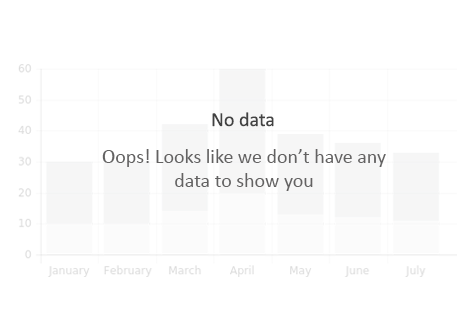 No data
Oops! Looks like we don’t have any
data to show you
60
50
40
30
20
10
0
January February March April May June July